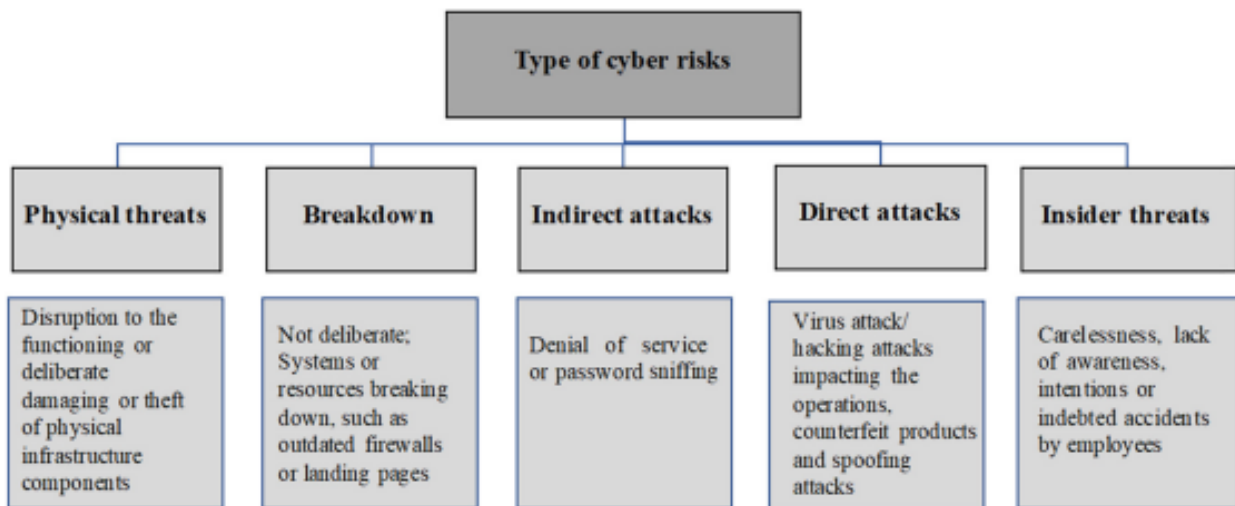 Type of cyber risks
Physical threats
Breakdown
Indirect attacks
Direct attacks
Insider threats
Disruption to the
functioning or
deliberate
damaging or theft
of physical
infrastructure
components
Not deliberate;
Systems or
resources breaking
down, such as
outdated firewalls
or landing pages
Denial of service
or password sniffing
Virus attack/
hacking attacks
impacting the
operations,
counterfeit products
and spoofing
attacks
Carelessness, lack
of awareness,
intentions or
indebted accidents
by employees